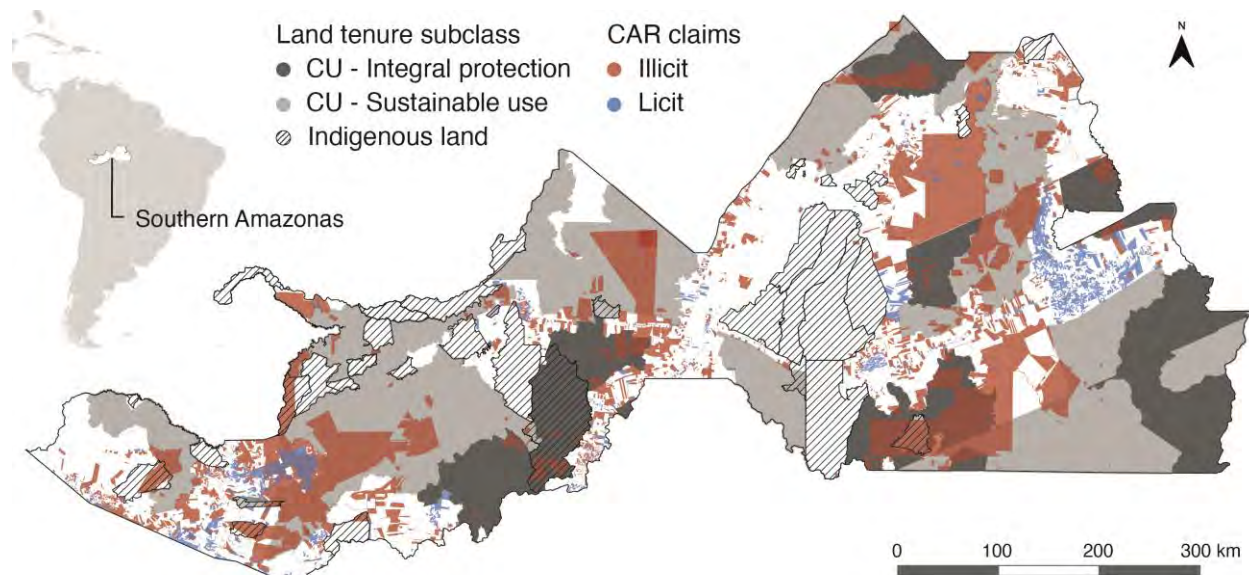 Land tenure subclass
CU - Integral protection
CU - Sustainable use
Indigenous land
CAR claims
Illicit
Licit
N
Southern Amazonas
0 100 200 300 km